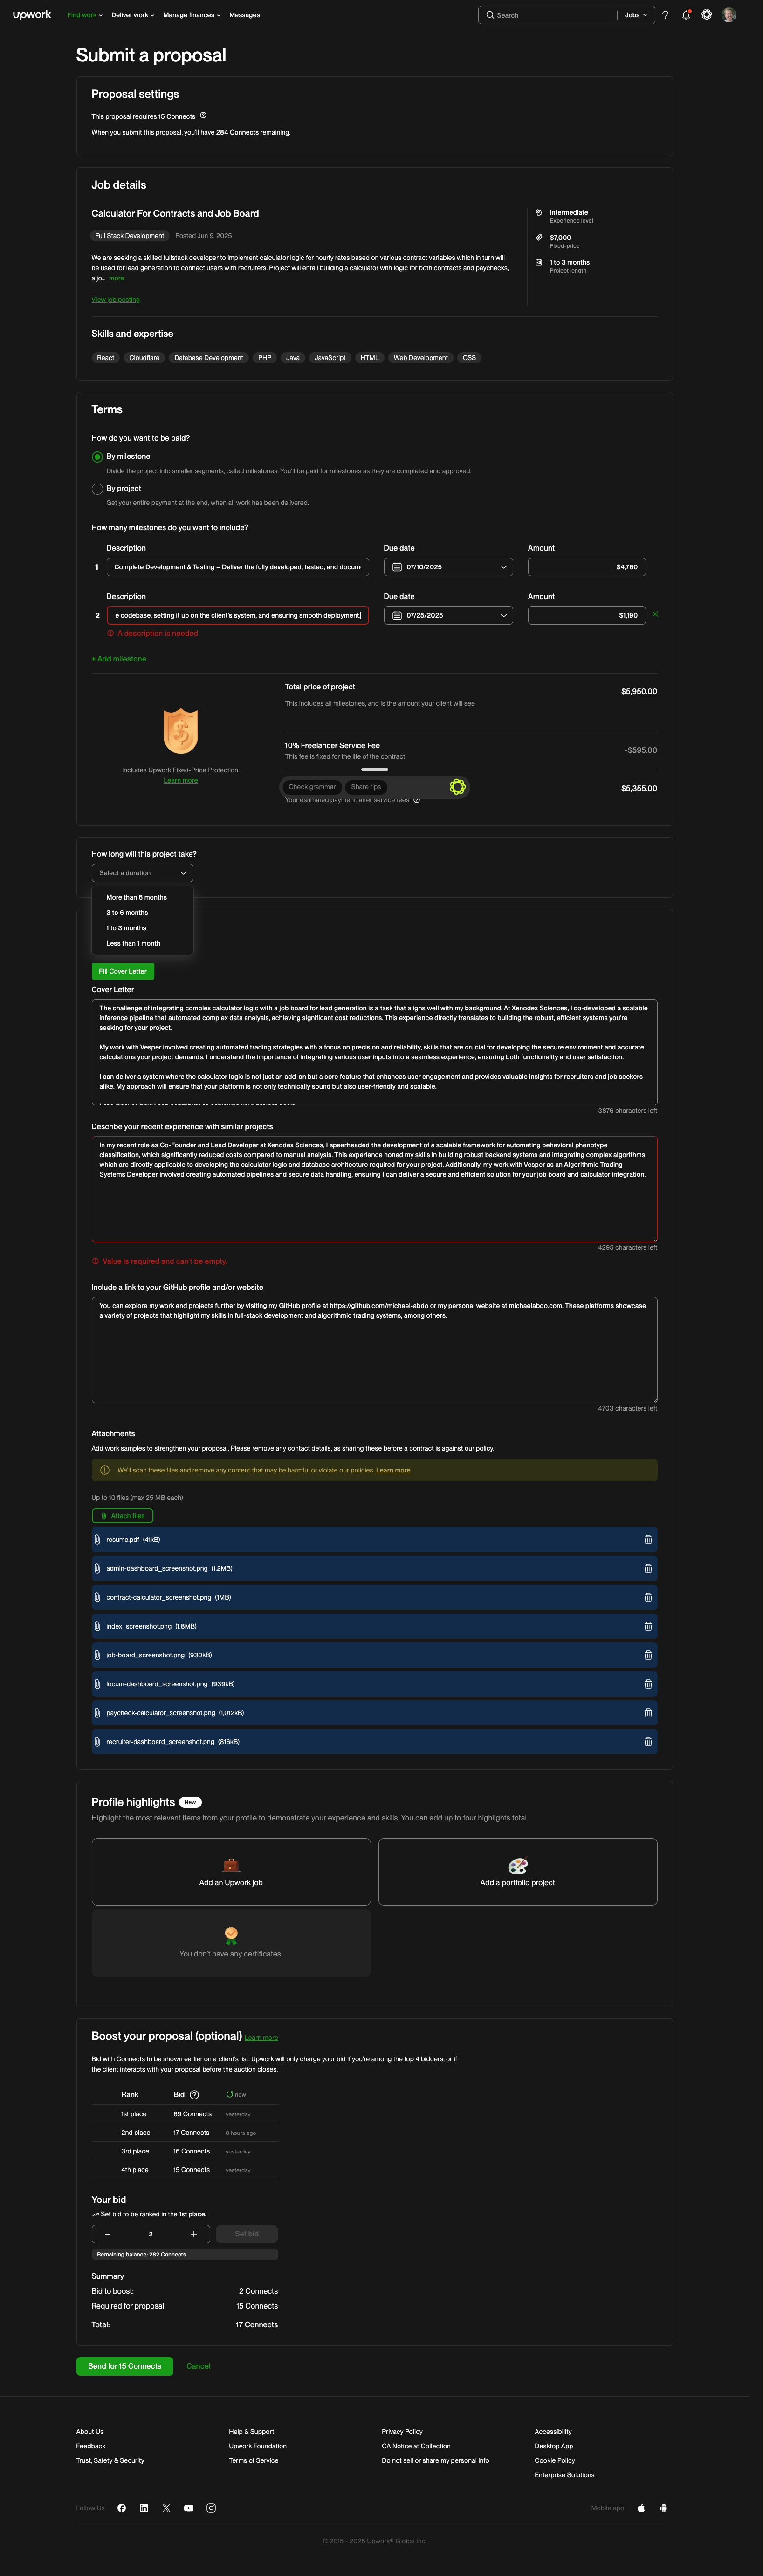 upwork
Find work
Deliver work
Manage finances
Messages
Search
Jobs
Submit a proposal
Proposal settings
This proposal requires 15 Connects
When you submit this proposal, you'll have 284 Connects remaining.
Job details
Calculator For Contracts and Job Board
Full Stack Development
Posted Jun 9, 2025
We are seeking a skilled fullstack developer to implement calculator logic for hourly rates based on various contract variables which in turn will
be used for lead generation to connect users with recruiters. Project will entail building a calculator with logic for both contracts and paychecks,
a jo... more
View job posting
Intermediate
Experience level
$7,000
Fixed-price
1 to 3 months
Project length
Skills and expertise
React
Cloudflare
Database Development
PHP
Java
JavaScript
HTML
Web Development
CSS
Terms
How do you want to be paid?
By milestone
Divide the project into smaller segments, called milestones. You'll be paid for milestones as they are completed and approved.
By project
Get your entire payment at the end, when all work has been delivered.
How many milestones do you want to include?
Description
Due date
Amount
1
Complete Development & Testing – Deliver the fully developed, tested, and docum
07/10/2025
$4,760
Description
Due date
Amount
2
e codebase, setting it up on the client's system, and ensuring smooth deployment.
07/25/2025
$1,190
A description is needed
+ Add milestone
Includes Upwork Fixed-Price Protection.
Learn more
Total price of project
This includes all milestones, and is the amount your client will see
$5,950.00
10% Freelancer Service Fee
This fee is fixed for the life of the contract
-$595.00
Check grammar
Share tips
Your estimated payment, after service fees
$5,355.00
How long will this project take?
Select a duration
More than 6 months
3 to 6 months
1 to 3 months
Less than 1 month
Fill Cover Letter
Cover Letter
The challenge of integrating complex calculator logic with a job board for lead generation is a task that aligns well with my background. At Xenodex Sciences, I co-developed a scalable
inference pipeline that automated complex data analysis, achieving significant cost reductions. This experience directly translates to building the robust, efficient systems you're
seeking for your project.
My work with Vesper involved creating automated trading strategies with a focus on precision and reliability, skills that are crucial for developing the secure environment and accurate
calculations your project demands. I understand the importance of integrating various user inputs into a seamless experience, ensuring both functionality and user satisfaction.
I can deliver a system where the calculator logic is not just an add-on but a core feature that enhances user engagement and provides valuable insights for recruiters and job seekers
alike. My approach will ensure that your platform is not only technically sound but also user-friendly and scalable.
3876 characters left
Describe your recent experience with similar projects
In my recent role as Co-Founder and Lead Developer at Xenodex Sciences, I spearheaded the development of a scalable framework for automating behavioral phenotype
classification, which significantly reduced costs compared to manual analysis. This experience honed my skills in building robust backend systems and integrating complex algorithms,
which are directly applicable to developing the calculator logic and database architecture required for your project. Additionally, my work with Vesper as an Algorithmic Trading
Systems Developer involved creating automated pipelines and secure data handling, ensuring I can deliver a secure and efficient solution for your job board and calculator integration.
4295 characters left
Value is required and can't be empty.
Include a link to your GitHub profile and/or website
You can explore my work and projects further by visiting my GitHub profile at https://github.com/michael-abdo or my personal website at michaelabdo.com. These platforms showcase
a variety of projects that highlight my skills in full-stack development and algorithmic trading systems, among others.
4703 characters left
Attachments
Add work samples to strengthen your proposal. Please remove any contact details, as sharing these before a contract is against our policy.
We'll scan these files and remove any content that may be harmful or violate our policies. Learn more
Up to 10 files (max 25 MB each)
Attach files
resume.pdf (41kB)
admin-dashboard_screenshot.png (1.2MB)
contract-calculator_screenshot.png (1MB)
index_screenshot.png (1.8MB)
job-board_screenshot.png (930kB)
locum-dashboard_screenshot.png (939kB)
paycheck-calculator_screenshot.png (1,012kB)
recruiter-dashboard_screenshot.png (816kB)
Profile highlights New
Highlight the most relevant items from your profile to demonstrate your experience and skills. You can add up to four highlights total.
Add an Upwork job
Add a portfolio project
You don't have any certificates.
Boost your proposal (optional) Learn more
Bid with Connects to be shown earlier on a client's list. Upwork will only charge your bid if you're among the top 4 bidders, or if
the client interacts with your proposal before the auction closes.
Rank
Bid
now
1st place
69 Connects
yesterday
2nd place
17 Connects
3 hours ago
3rd place
16 Connects
yesterday
4th place
15 Connects
yesterday
Your bid
Set bid to be ranked in the 1st place.
2
Set bid
Remaining balance: 282 Connects
Summary
Bid to boost:
2 Connects
Required for proposal:
15 Connects
Total:
17 Connects
Send for 15 Connects
Cancel
About Us
Feedback
Trust, Safety & Security
Help & Support
Upwork Foundation
Terms of Service
Privacy Policy
CA Notice at Collection
Do not sell or share my personal info
Accessibility
Desktop App
Cookie Policy
Enterprise Solutions
Follow Us
Mobile app
© 2015 - 2025 Upwork® Global Inc.